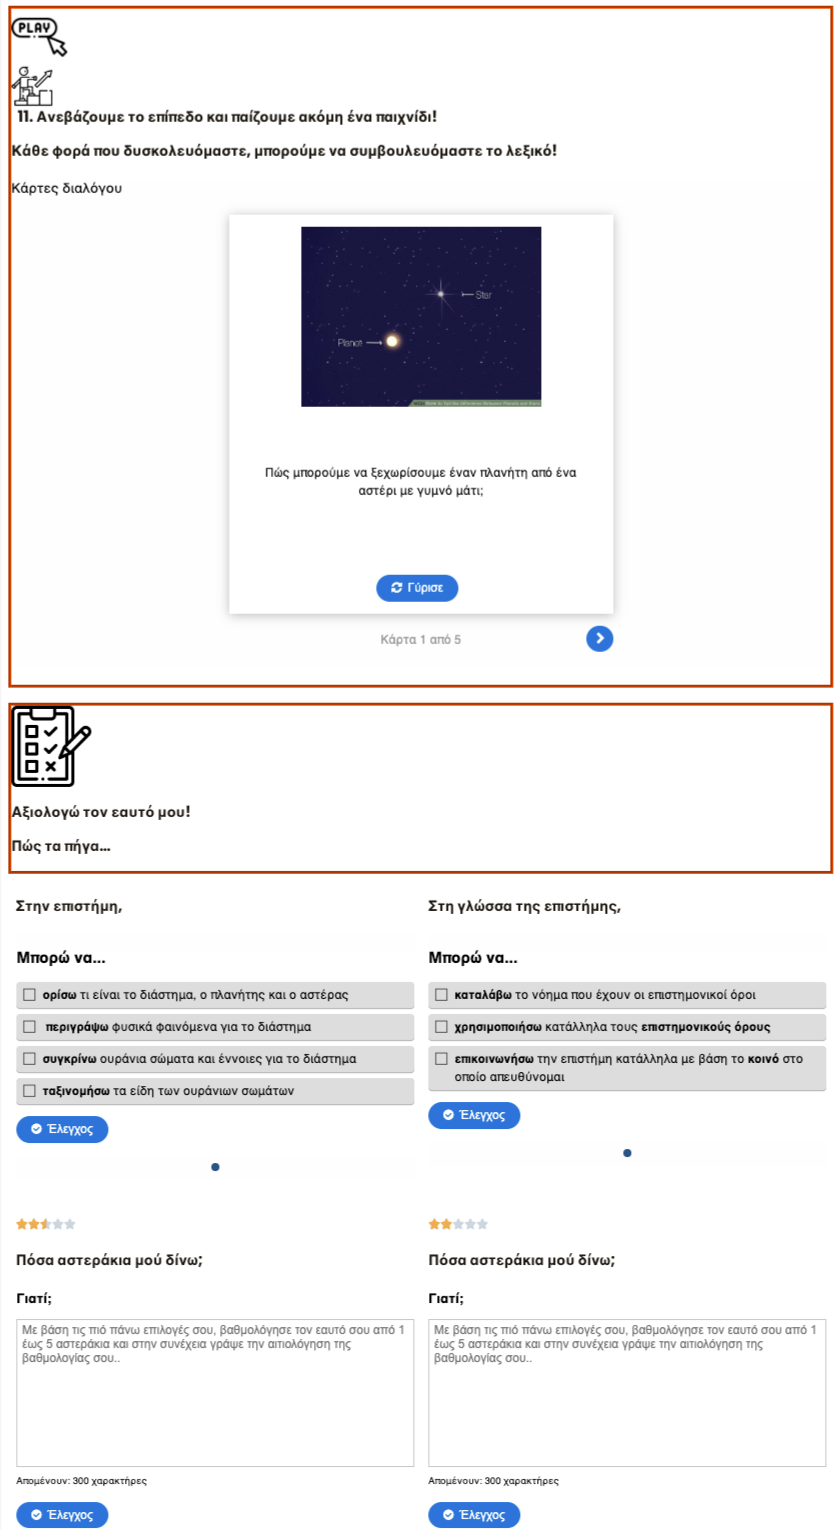 PLAY
11. Ανεβάζουμε το επίπεδο και παίζουμε ακόμη ένα παιχνίδι!
Κάθε φορά που δυσκολευόμαστε, μπορούμε να συμβουλευόμαστε το λεξικό!
Κάρτες διαλόγου
Star
Planet
Πώς μπορούμε να ξεχωρίσουμε έναν πλανήτη από ένα
αστέρι με γυμνό μάτι;
Γύρισε
Κάρτα 1 από 5
Αξιολογώ τον εαυτό μου!
Πώς τα πήγα...
Στην επιστήμη,
Μπορώ να...
ορίσω τι είναι το διάστημα, ο πλανήτης και ο αστέρας
περιγράψω φυσικά φαινόμενα για το διάστημα
συγκρίνω ουράνια σώματα και έννοιες για το διάστημα
ταξινομήσω τα είδη των ουράνιων σωμάτων
Έλεγχος
Πόσα αστεράκια μού δίνω;
Γιατί;
Με βάση τις πιό πάνω επιλογές σου, βαθμολόγησε τον εαυτό σου από 1
έως 5 αστεράκια και στην συνέχεια γράψε την αιτιολόγηση της
βαθμολογίας σου..
Απομένουν: 300 χαρακτήρες
Έλεγχος
Στη γλώσσα της επιστήμης,
Μπορώ να...
καταλάβω το νόημα που έχουν οι επιστημονικοί όροι
χρησιμοποιήσω κατάλληλα τους επιστημονικούς όρους
επικοινωνήσω την επιστήμη κατάλληλα με βάση το κοινό στο
οποίο απευθύνομαι
Έλεγχος
Πόσα αστεράκια μού δίνω;
Γιατί;
Με βάση τις πιό πάνω επιλογές σου, βαθμολόγησε τον εαυτό σου από 1
έως 5 αστεράκια και στην συνέχεια γράψε την αιτιολόγηση της
βαθμολογίας σου..
Απομένουν: 300 χαρακτήρες
Έλεγχος